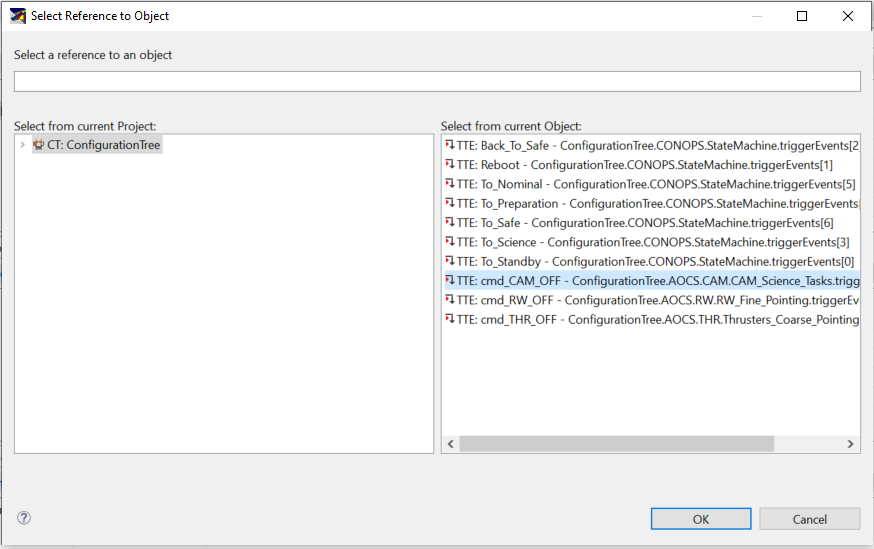 Select Reference to Object
Select a reference to an object
Select from current Project:
CT: ConfigurationTree
Select from current Object:
TTE: Back_To_Safe - ConfigurationTree.CONOPS.StateMachine.triggerEvents[2
TTE: Reboot - ConfigurationTree.CONOPS.StateMachine.triggerEvents[1]
TTE: To_Nominal - ConfigurationTree.CONOPS.StateMachine.triggerEvents[5]
TTE: To_Preparation - ConfigurationTree.CONOPS.StateMachine.triggerEvents[
TTE: To_Safe - ConfigurationTree.CONOPS.StateMachine.triggerEvents[6]
TTE: To_Science - ConfigurationTree.CONOPS.StateMachine.triggerEvents[3]
TTE: To_Standby - ConfigurationTree.CONOPS.StateMachine.triggerEvents[0]
TTE: cmd_CAM_OFF - ConfigurationTree.AOCS.CAM.CAM_Science_Tasks.trigg
TTE: cmd_RW_OFF - ConfigurationTree.AOCS.RW.RW_Fine_Pointing.triggerEv
TTE: cmd_THR_OFF - ConfigurationTree.AOCS.THR.Thrusters_Coarse_Pointing
?
OK
Cancel